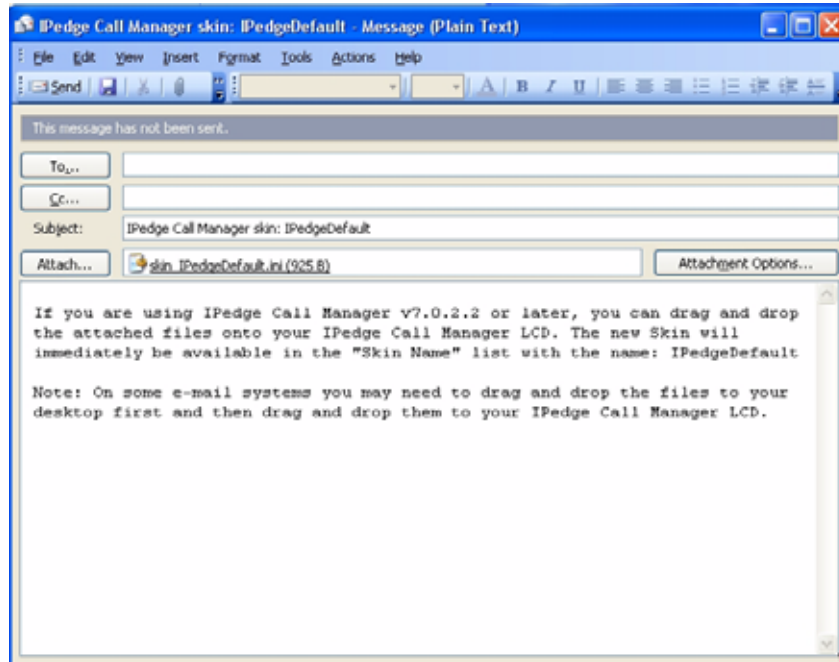 IPedge Call Manager skin: IPedgeDefault - Message (Plain Text)
File Edit View Insert Format Tools Actions Help
Send A B I U
This message has not been sent.
To...
Cc...
Subject: IPedge Call Manager skin: IPedgeDefault
Attach... skin_IPedgeDefault.ini (925 B) Attachment Options...
If you are using IPedge Call Manager v7.0.2.2 or later, you can drag and drop
the attached files onto your IPedge Call Manager LCD. The new Skin will
immediately be available in the "Skin Name" list with the name: IPedgeDefault
Note: On some e-mail systems you may need to drag and drop the files to your
desktop first and then drag and drop them to your IPedge Call Manager LCD.